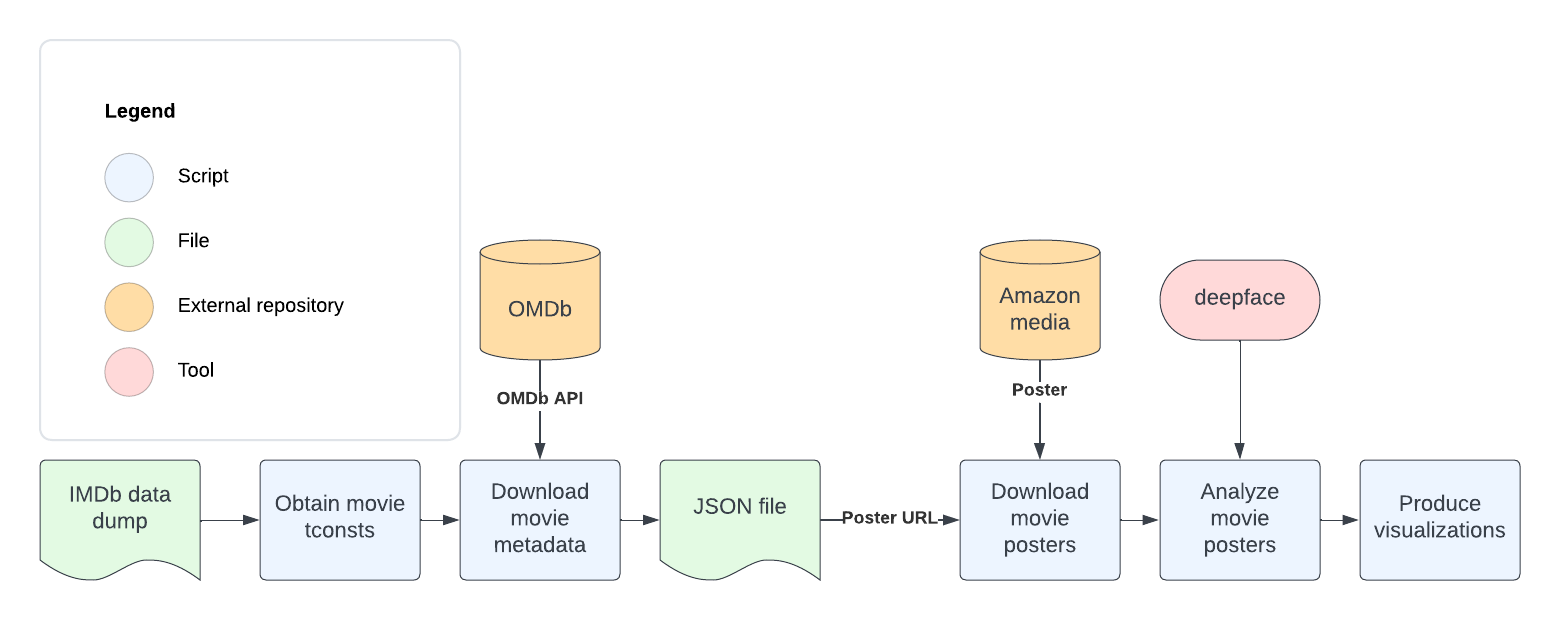 Legend
Script
File
External repository
Tool
OMDb
OMDb API
Amazon
media
Poster
deepface
IMDb data
dump
Obtain movie
tconsts
Download
movie
metadata
JSON file
Poster URL
Download
movie
posters
Analyze
movie
posters
Produce
visualizations